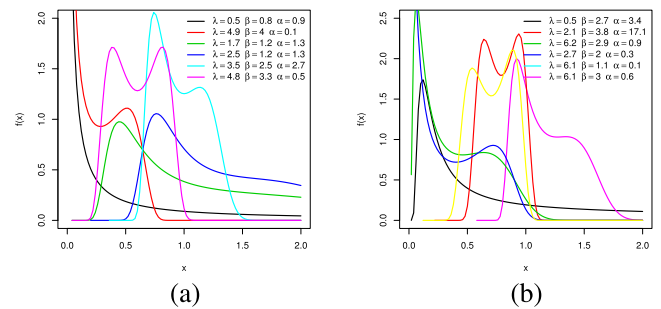 λ=0.5 β=0.8 α=0.9
λ=4.9 β=4 α=0.1
λ=1.7 β=1.2 α=1.3
λ=2.5 β=1.2 α=1.3
λ=3.5 β=2.5 α=2.7
λ=4.8 β=3.3 α=0.5
f(x)
2.0
1.5
1.0
0.5
0.0
0.0 0.5 1.0 1.5 2.0
x
(a)
λ=0.5 β=2.7 α=3.4
λ=2.1 β=3.8 α=17.1
λ=6.2 β=2.9 α=0.9
λ=2.7 β=2 α=0.3
λ=6.1 β=1.1 α=0.1
λ=6.1 β=3 α=0.6
f(x)
2.5
2.0
1.5
1.0
0.5
0.0
0.0 0.5 1.0 1.5 2.0
x
(b)